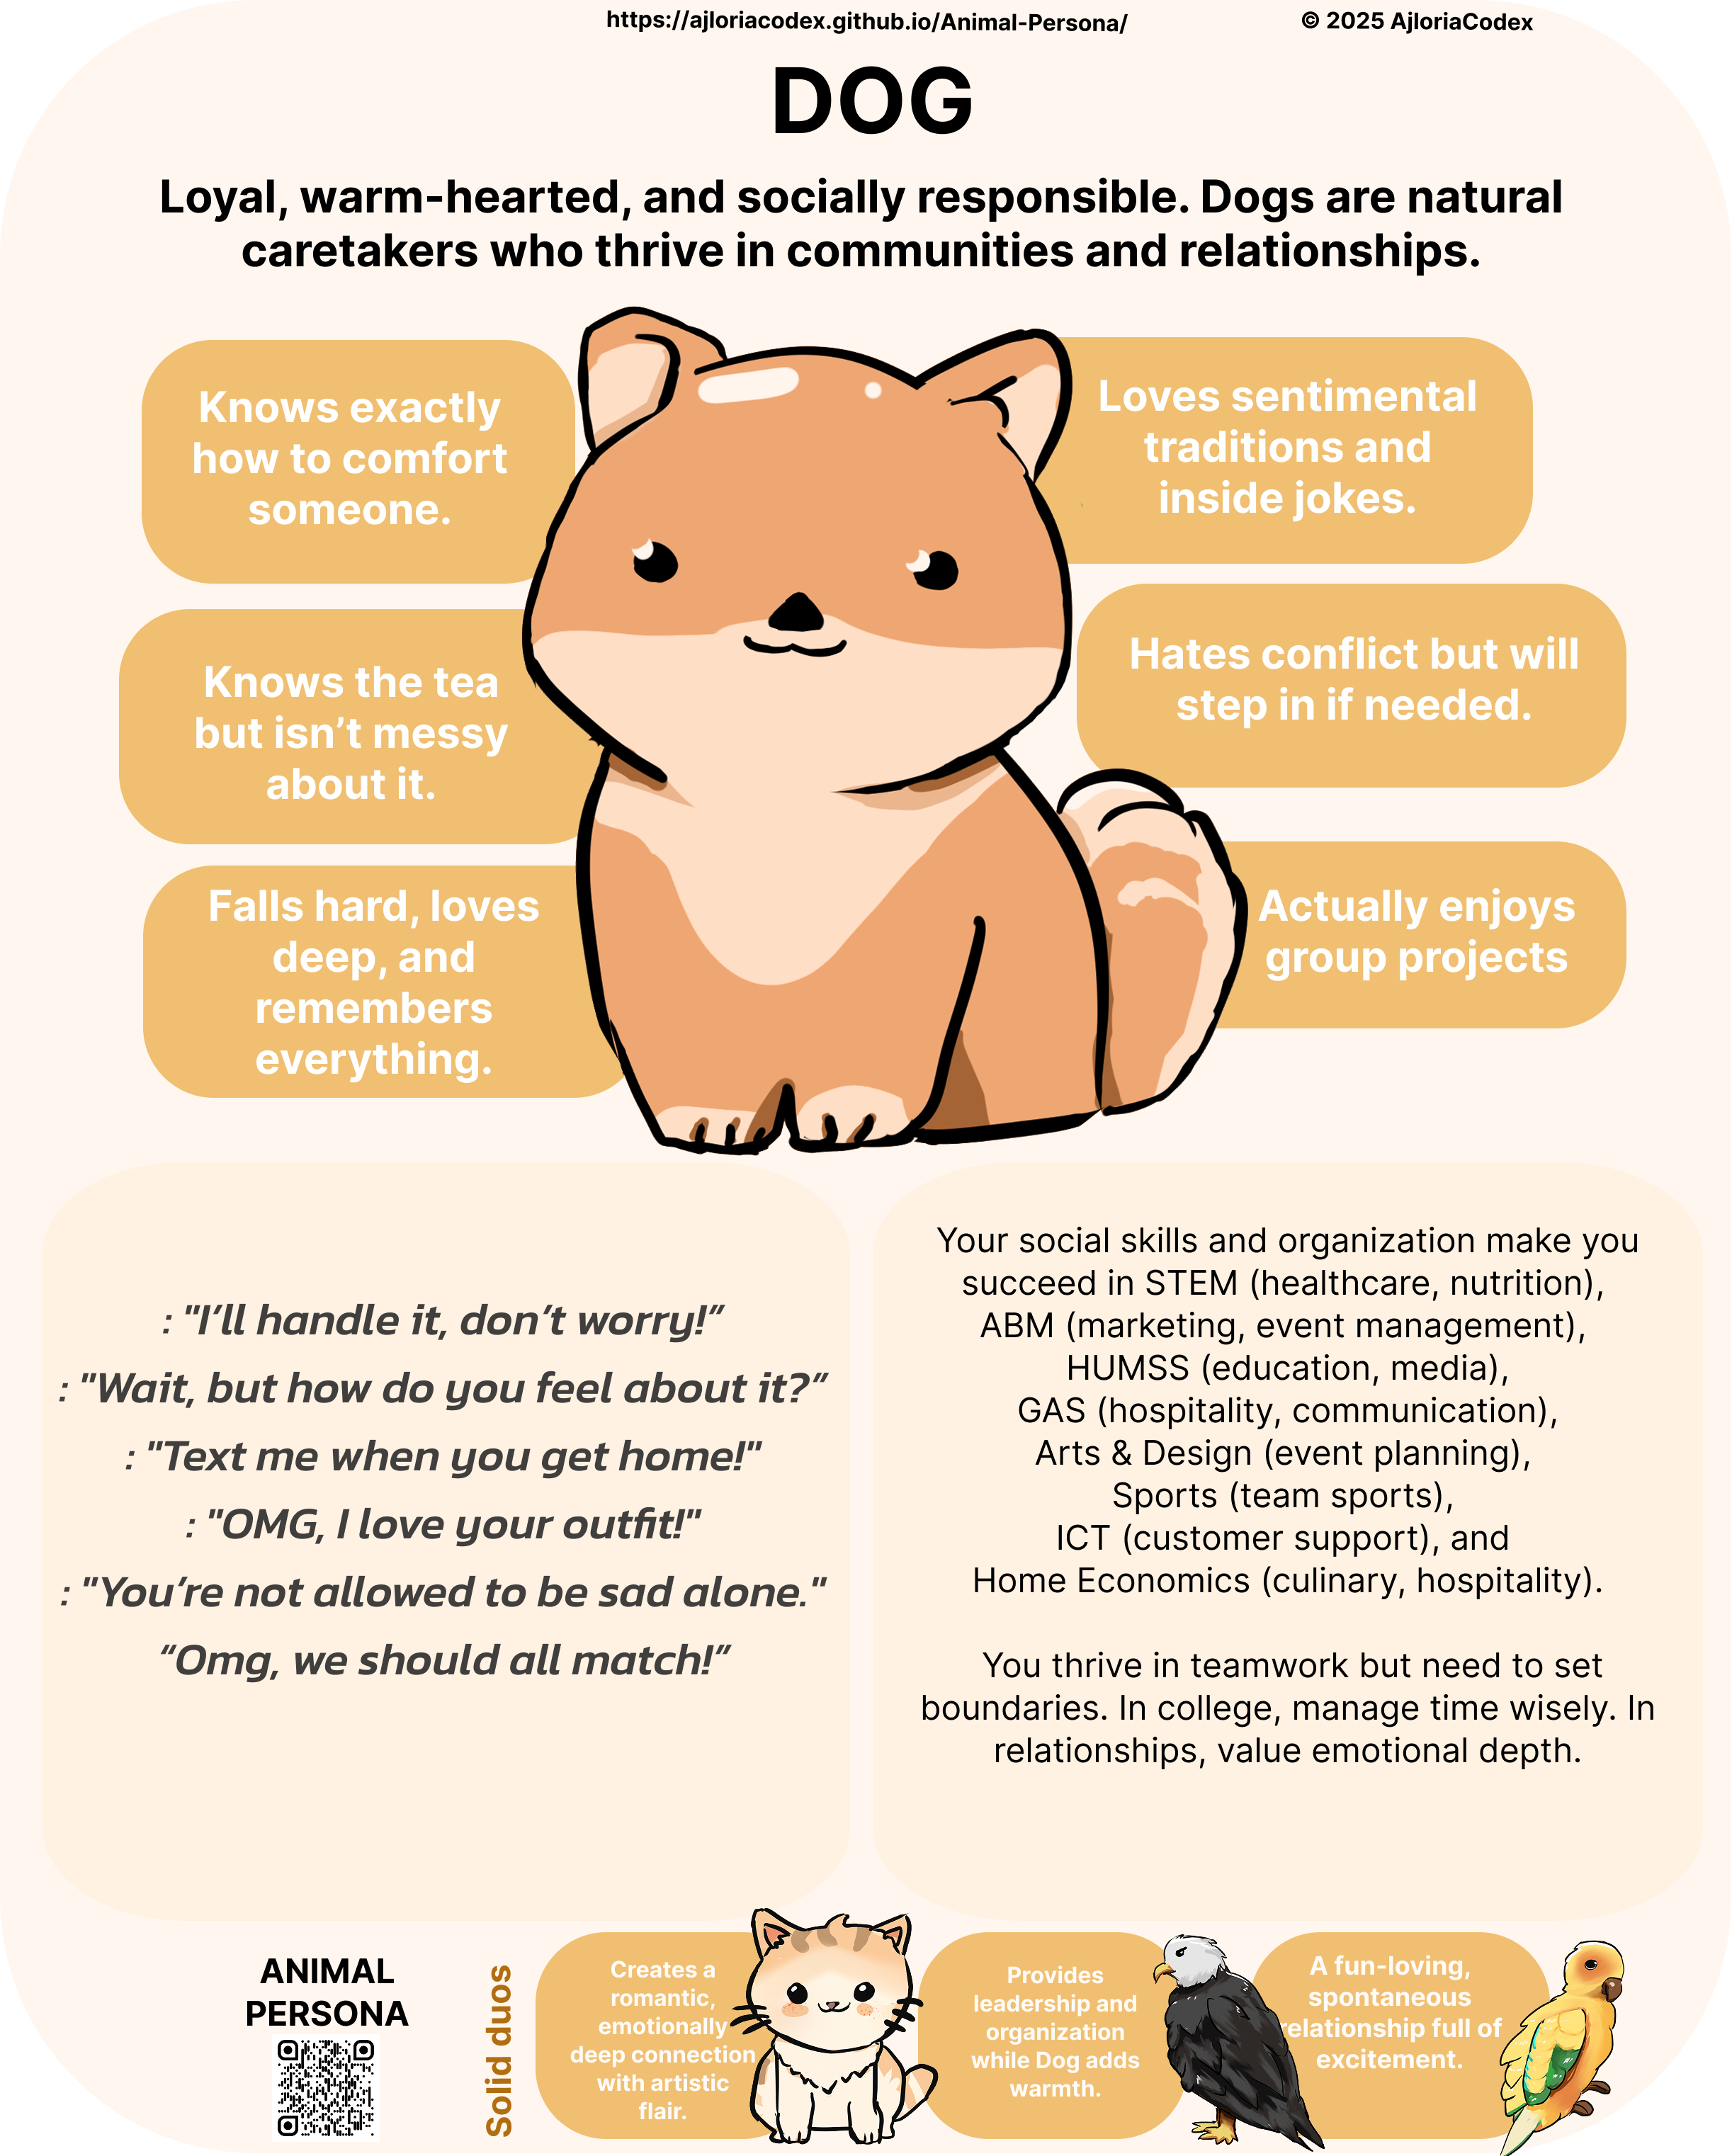 https://ajloriacodex.github.io/Animal-Persona/
© 2025 AjloriaCodex
DOG
Loyal, warm-hearted, and socially responsible. Dogs are natural
caretakers who thrive in communities and relationships.
Knows exactly
how to comfort
someone.
Loves sentimental
traditions and
inside jokes.
Knows the tea
but isn’t messy
about it.
Hates conflict but will
step in if needed.
Falls hard, loves
deep, and
remembers
everything.
Actually enjoys
group projects
: "I’ll handle it, don’t worry!”
: "Wait, but how do you feel about it?”
: "Text me when you get home!"
: "OMG, I love your outfit!"
: "You’re not allowed to be sad alone."
“Omg, we should all match!”
Your social skills and organization make you
succeed in STEM (healthcare, nutrition),
ABM (marketing, event management),
HUMSS (education, media),
GAS (hospitality, communication),
Arts & Design (event planning),
Sports (team sports),
ICT (customer support), and
Home Economics (culinary, hospitality).
You thrive in teamwork but need to set
boundaries. In college, manage time wisely. In
relationships, value emotional depth.
ANIMAL
PERSONA
Solid duos
Creates a
romantic,
emotionally
deep connection
with artistic
flair.
Provides
leadership and
organization
while Dog adds
warmth.
A fun-loving,
spontaneous
relationship full of
excitement.